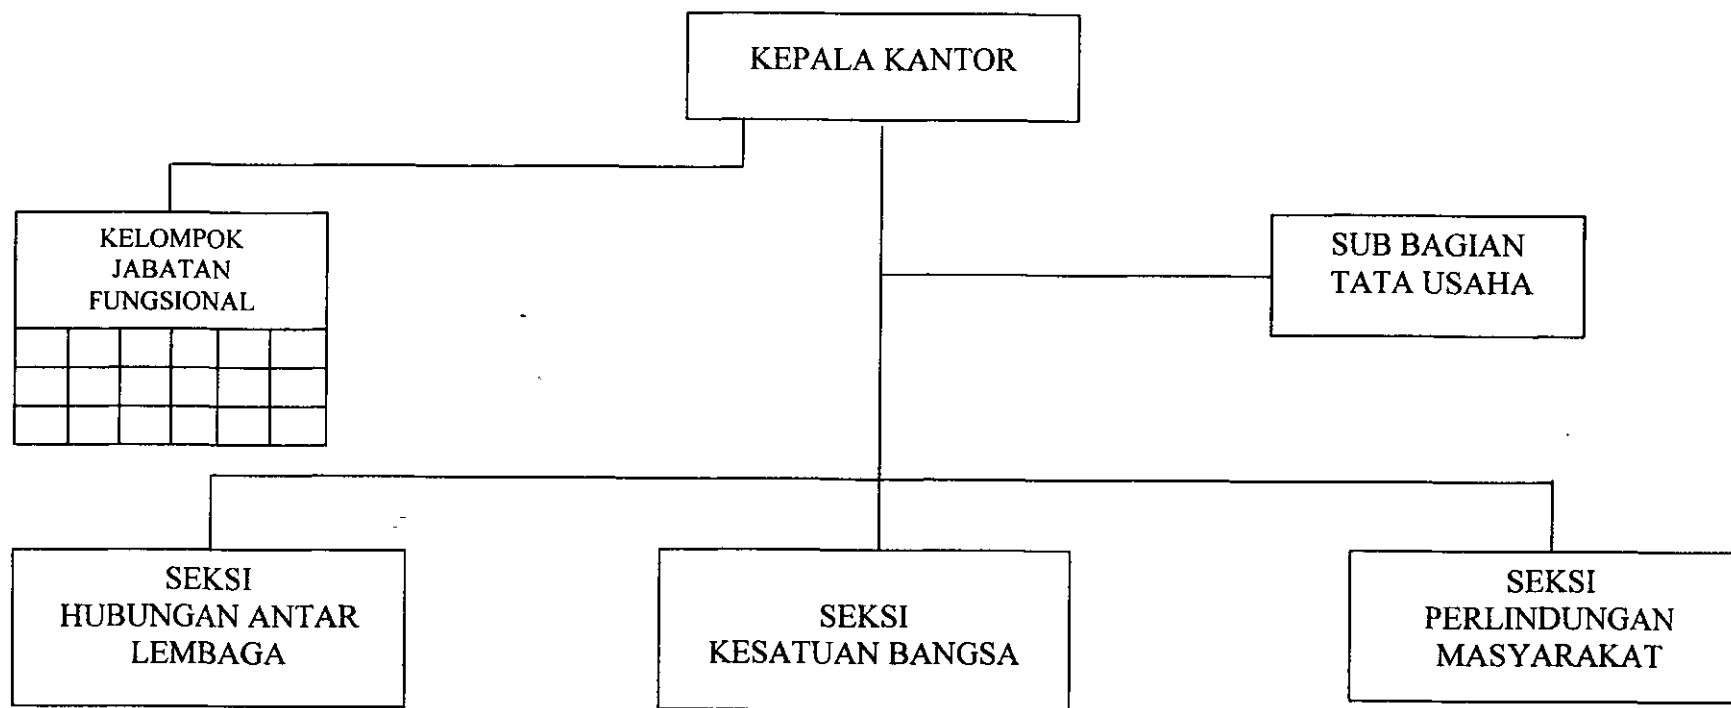 KEPALA KANTOR
KELOMPOK
JABATAN
FUNGSIONAL
SUB BAGIAN
TATA USAHA
SEKSI
HUBUNGAN ANTAR
LEMBAGA
SEKSI
KESATUAN BANGSA
SEKSI
PERLINDUNGAN
MASYARAKAT